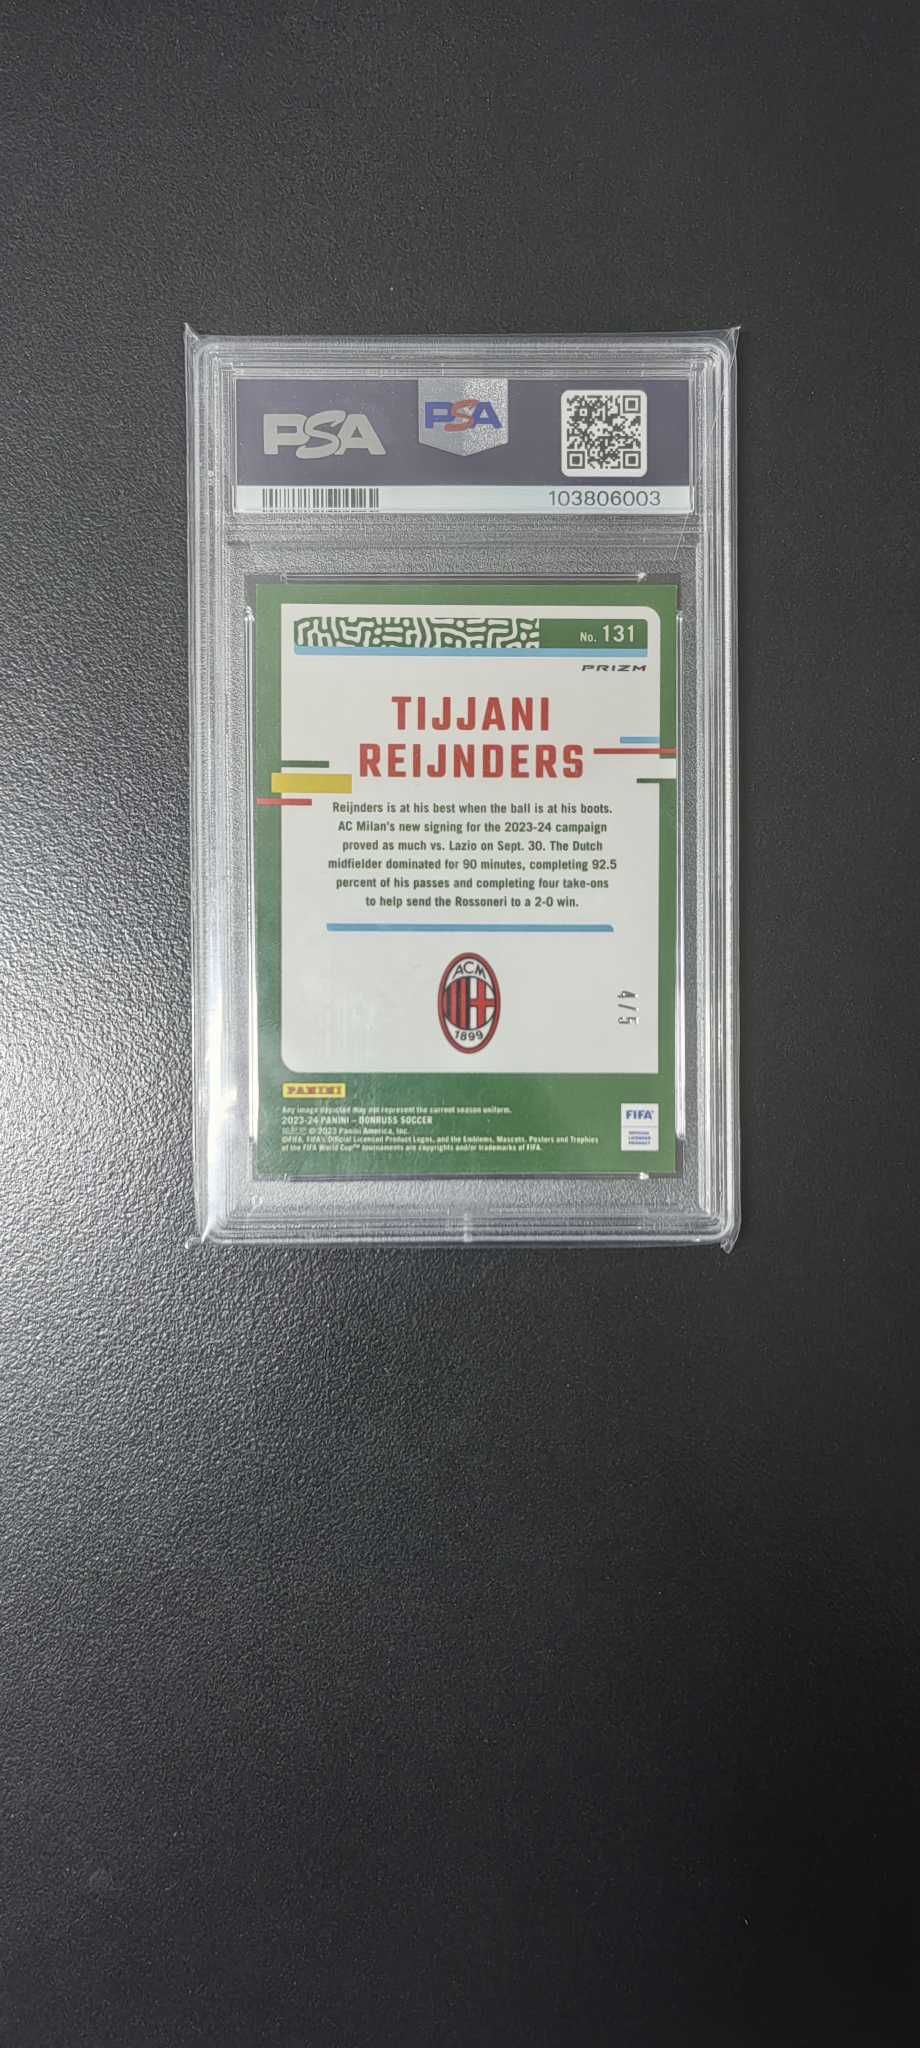 PSA
PSA
103806003
No. 131
PRIZM
TIJJANI
REIJNDERS
Reijnders is at his best when the ball is at his boots.
AC Milan's new signing for the 2023-24 campaign
proved as much vs. Lazio on Sept. 30. The Dutch
midfielder dominated for 90 minutes, completing 92.5
percent of his passes and completing four take-ons
to help send the Rossoneri to a 2-0 win.
ACM
1899
4/5
PANINI
Any image depicted may not represent the current season uniform.
2023-24 PANINI – DONRUSS SOCCER
© 2023 Panini America, Inc.
©FIFA, FIFA's Official Licensed Product Logos, and the Emblems, Mascots, Posters and Trophies
of the FIFA World Cup™ tournaments are copyrights and/or trademarks of FIFA.
FIFA
OFFICIAL
LICENSED
PRODUCT